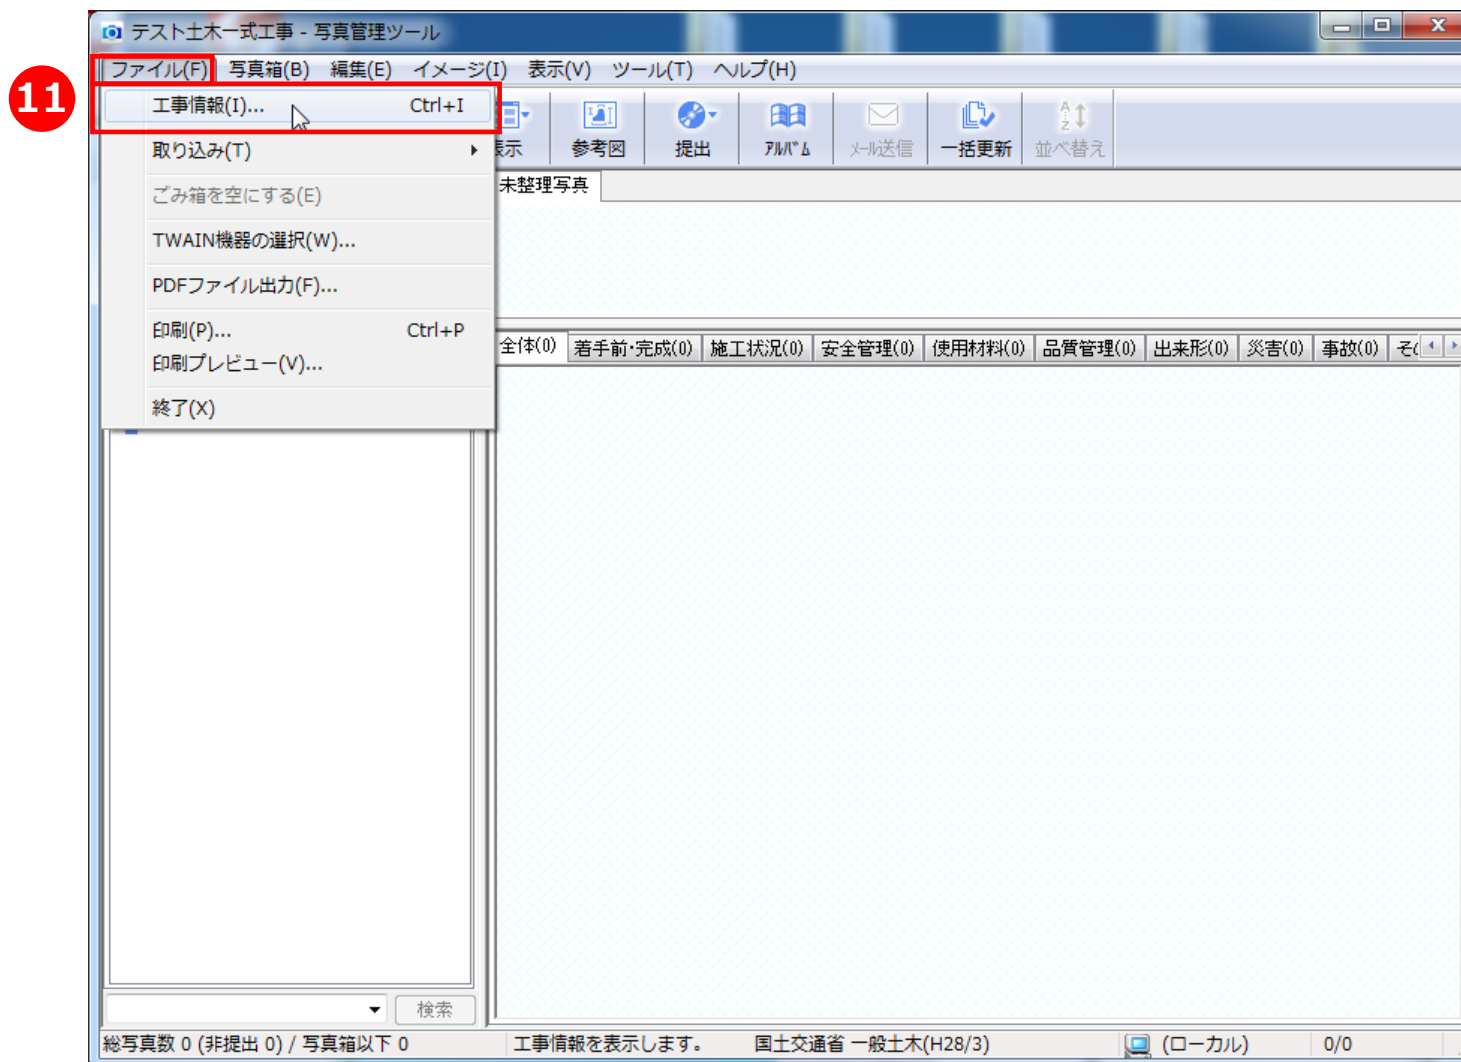 テスト土木一式工事 - 写真管理ツール
ファイル(F) 写真箱(B) 編集(E) イメージ(I) 表示(V) ツール(T) ヘルプ(H)
11
工事情報(I)... Ctrl+I
取り込み(T)
ごみ箱を空にする(E)
TWAIN機器の選択(W)...
PDFファイル出力(F)...
印刷(P)... Ctrl+P
印刷プレビュー(V)...
終了(X)
表示 参考図 提出 ｱﾙﾊﾞﾑ ﾒｰﾙ送信 一括更新 並べ替え
未整理写真
全体(0) 着手前・完成(0) 施工状況(0) 安全管理(0) 使用材料(0) 品質管理(0) 出来形(0) 災害(0) 事故(0) そ
検索
総写真数 0 (非提出 0) / 写真箱以下 0 工事情報を表示します。 国土交通省 一般土木(H28/3) (ローカル) 0/0